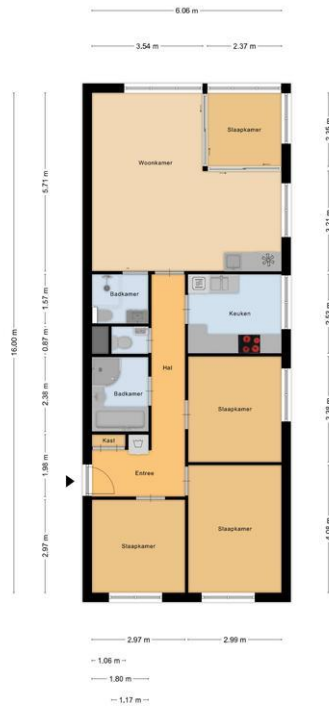 6.06 m
3.54 m
2.37 m
Slaapkamer
Woonkamer
5.71 m
Badkamer
1.57 m
Keuken
16.00 m
0.87 m
Hal
Badkamer
2.38 m
Slaapkamer
Kast
Entree
1.98 m
Slaapkamer
Slaapkamer
2.97 m
2.97 m
2.99 m
1.06 m
1.80 m
1.17 m